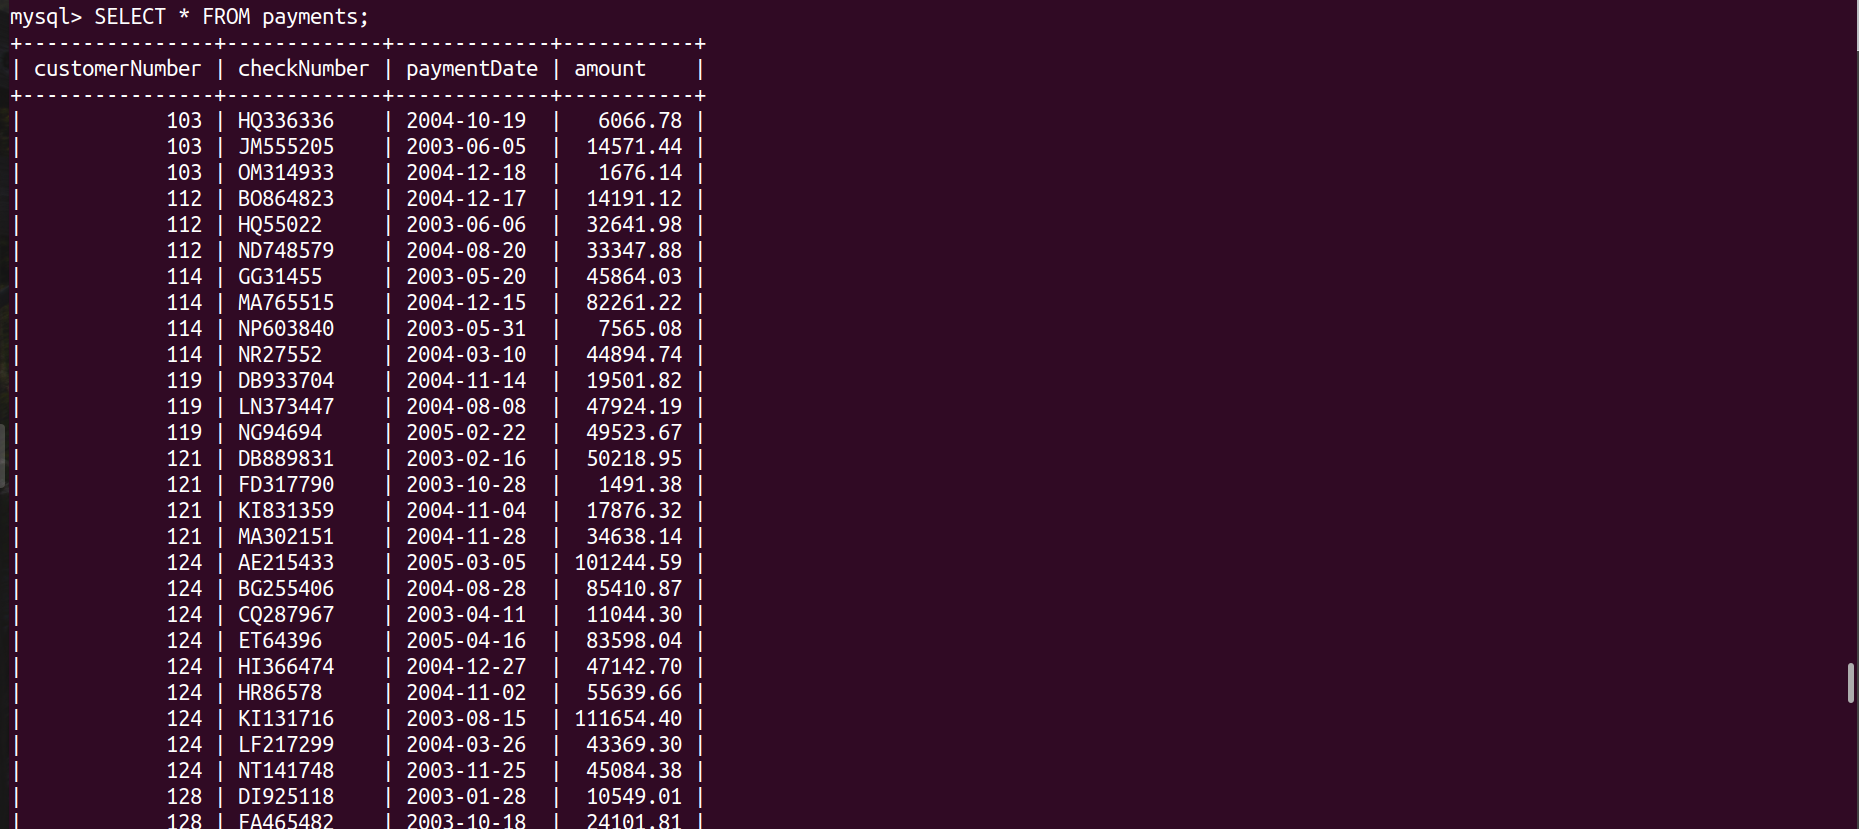 mysql> SELECT * FROM payments;
+----------------+-------------+-------------+-----------+
| customerNumber | checkNumber | paymentDate | amount    |
+----------------+-------------+-------------+-----------+
|            103 | HQ336336    | 2004-10-19  |   6066.78 |
|            103 | JM555205    | 2003-06-05  |  14571.44 |
|            103 | OM314933    | 2004-12-18  |   1676.14 |
|            112 | BO864823    | 2004-12-17  |  14191.12 |
|            112 | HQ55022     | 2003-06-06  |  32641.98 |
|            112 | ND748579    | 2004-08-20  |  33347.88 |
|            114 | GG31455     | 2003-05-20  |  45864.03 |
|            114 | MA765515    | 2004-12-15  |  82261.22 |
|            114 | NP603840    | 2003-05-31  |   7565.08 |
|            114 | NR27552     | 2004-03-10  |  44894.74 |
|            119 | DB933704    | 2004-11-14  |  19501.82 |
|            119 | LN373447    | 2004-08-08  |  47924.19 |
|            119 | NG94694     | 2005-02-22  |  49523.67 |
|            121 | DB889831    | 2003-02-16  |  50218.95 |
|            121 | FD317790    | 2003-10-28  |   1491.38 |
|            121 | KI831359    | 2004-11-04  |  17876.32 |
|            121 | MA302151    | 2004-11-28  |  34638.14 |
|            124 | AE215433    | 2005-03-05  | 101244.59 |
|            124 | BG255406    | 2004-08-28  |  85410.87 |
|            124 | CQ287967    | 2003-04-11  |  11044.30 |
|            124 | ET64396     | 2005-04-16  |  83598.04 |
|            124 | HI366474    | 2004-12-27  |  47142.70 |
|            124 | HR86578     | 2004-11-02  |  55639.66 |
|            124 | KI131716    | 2003-08-15  | 111654.40 |
|            124 | LF217299    | 2004-03-26  |  43369.30 |
|            124 | NT141748    | 2003-11-25  |  45084.38 |
|            128 | DI925118    | 2003-01-28  |  10549.01 |
|            128 | FA465482    | 2003-10-18  |  24101.81 |